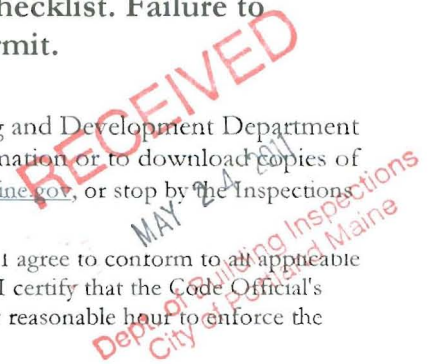 hecklist. Failure to
rmit.
RECEIVED
g and Development Department
nation or to download copies of
ine.gov, or stop by the Inspections
MAY 24 2011
I agree to conform to all applicable
I certify that the Code Official's
r reasonable hour to enforce the
Dept. of Building Inspections
City of Portland Maine